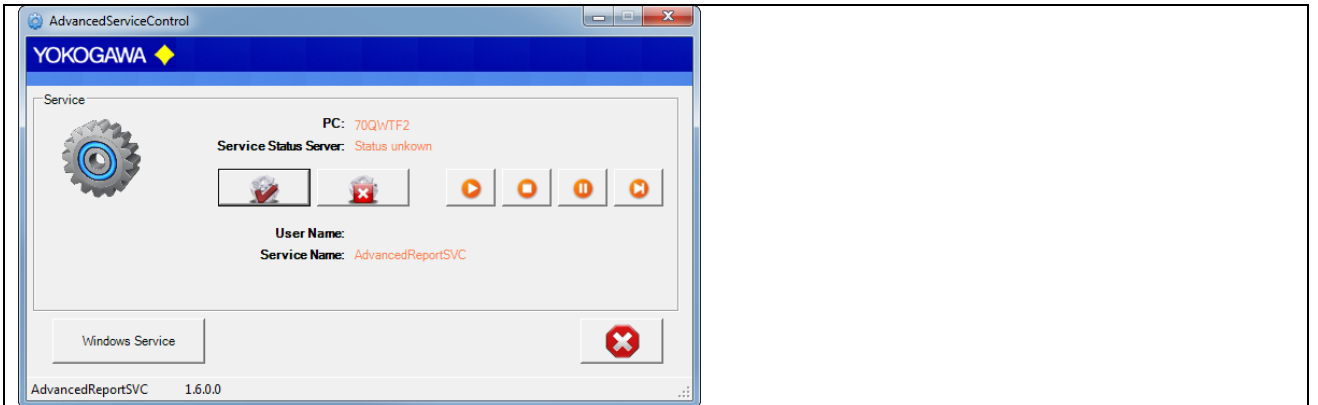 AdvancedServiceControl
YOKOGAWA
Service
PC: 70QWTF2
Service Status Server: Status unkown
User Name:
Service Name: AdvancedReportSVC
Windows Service
AdvancedReportSVC 1.6.0.0